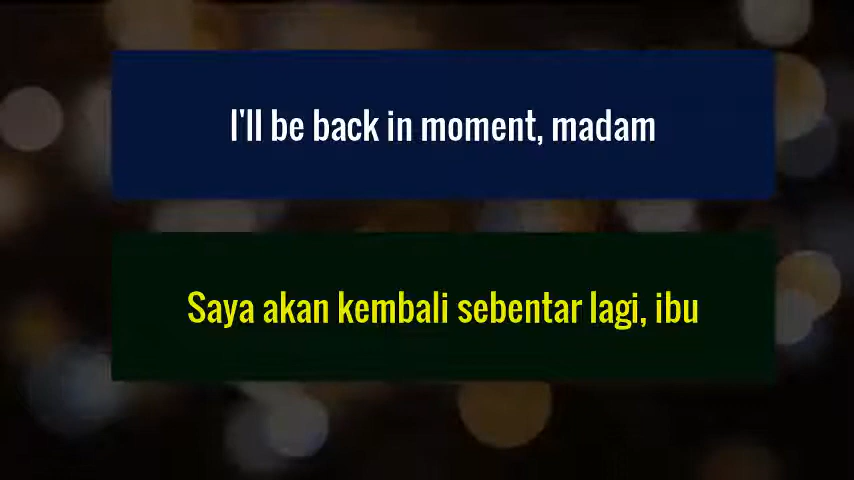 I'll be back in moment, madam
Saya akan kembali sebentar lagi, ibu